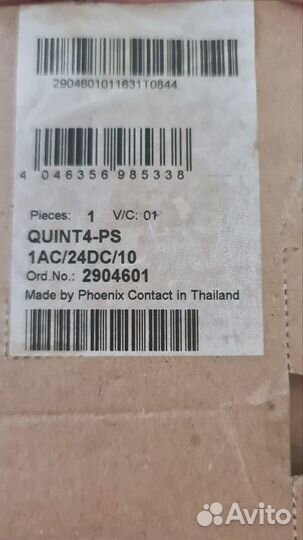 2904601011631T0844
4 046356 985338
Pieces: 1 V/C: 01
QUINT4-PS
1AC/24DC/10
Ord.No.: 2904601
Made by Phoenix Contact in Thailand
Avito